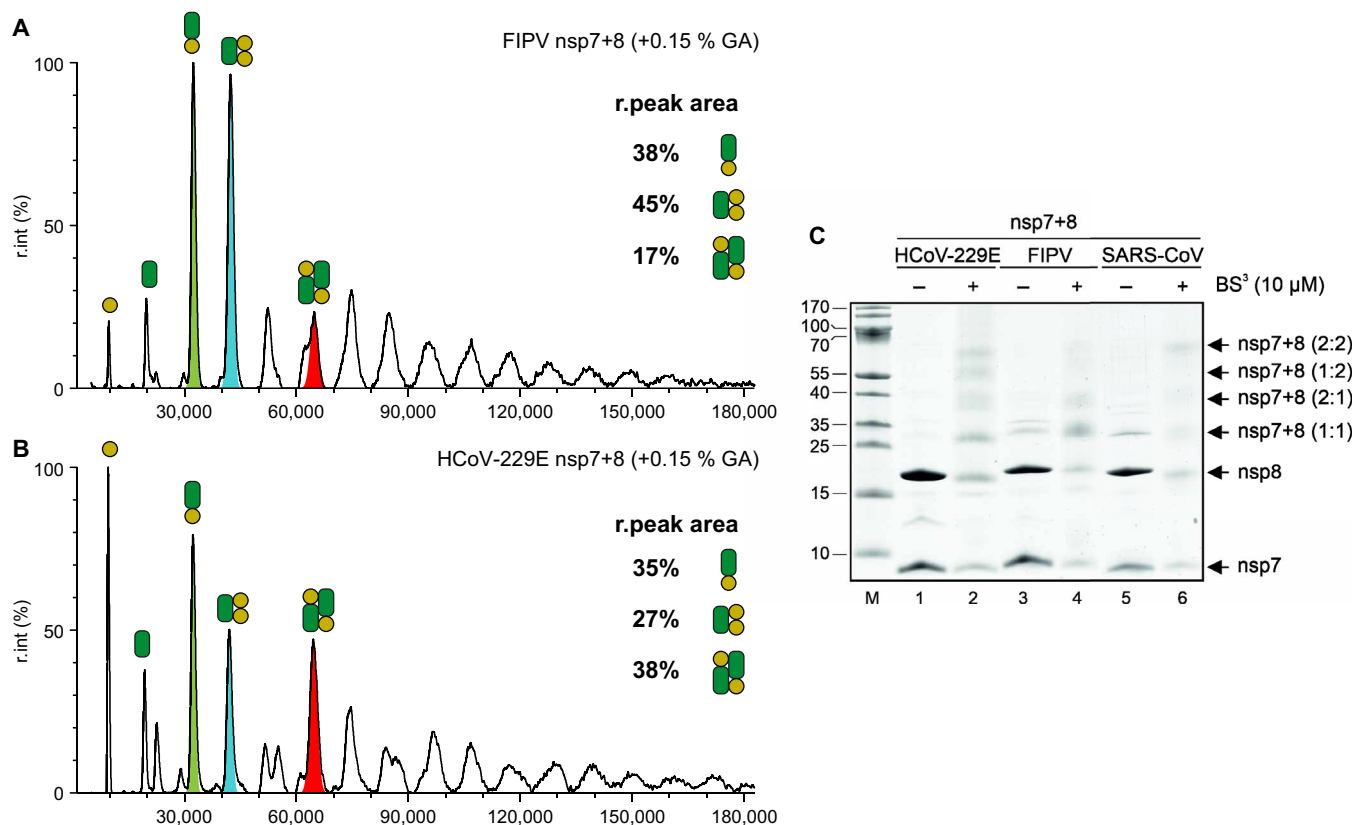 A
FIPV nsp7+8 (+0.15 % GA)
r.int (%)
100
50
0
r.peak area
38%
45%
17%
30,000 60,000 90,000 120,000 150,000 180,000
B
HCoV-229E nsp7+8 (+0.15 % GA)
r.int (%)
100
50
0
r.peak area
35%
27%
38%
30,000 60,000 90,000 120,000 150,000 180,000
C
nsp7+8
HCoV-229E FIPV SARS-CoV
– + – + – + BS³ (10 µM)
170
100
70
55
40
35
25
15
10
nsp7+8 (2:2)
nsp7+8 (1:2)
nsp7+8 (2:1)
nsp7+8 (1:1)
nsp8
nsp7
M 1 2 3 4 5 6